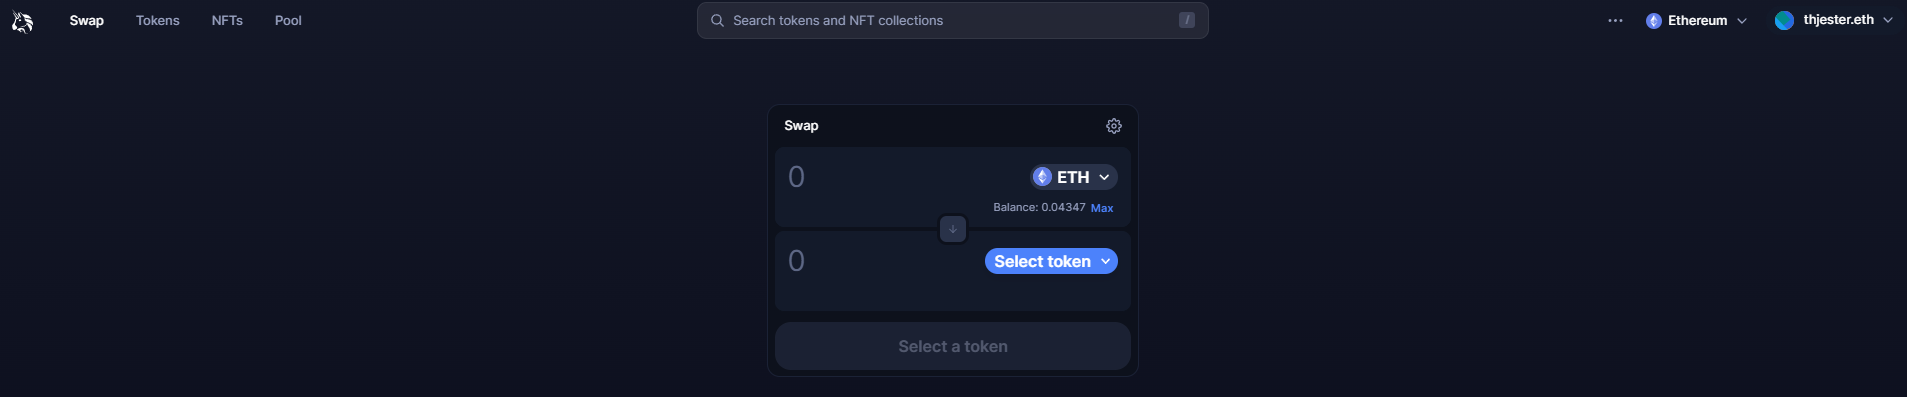 Swap Tokens NFTs Pool Search tokens and NFT collections / ... Ethereum thjester.eth
Swap
0 ETH
Balance: 0.04347 Max
0 Select token
Select a token